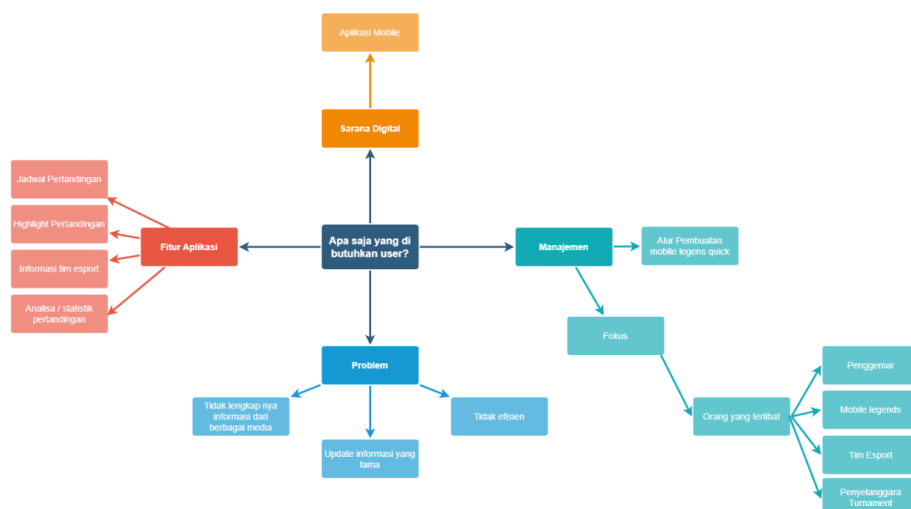 Aplikasi Mobile
Sarana Digital
Jadwal Pertandingan
Highlight Pertandingan
Informasi tim esport
Analisa / statistik
pertandingan
Fitur Aplikasi
Apa saja yang di
butuhkan user?
Manajemen
Alur Pembuatan
mobile legens quick
Fokus
Problem
Tidak lengkap nya
informasi dari
berbagai media
Update informasi yang
lama
Tidak efisien
Orang yang terlibat
Penggemar
Mobile legends
Tim Esport
Penyelanggara
Turnament